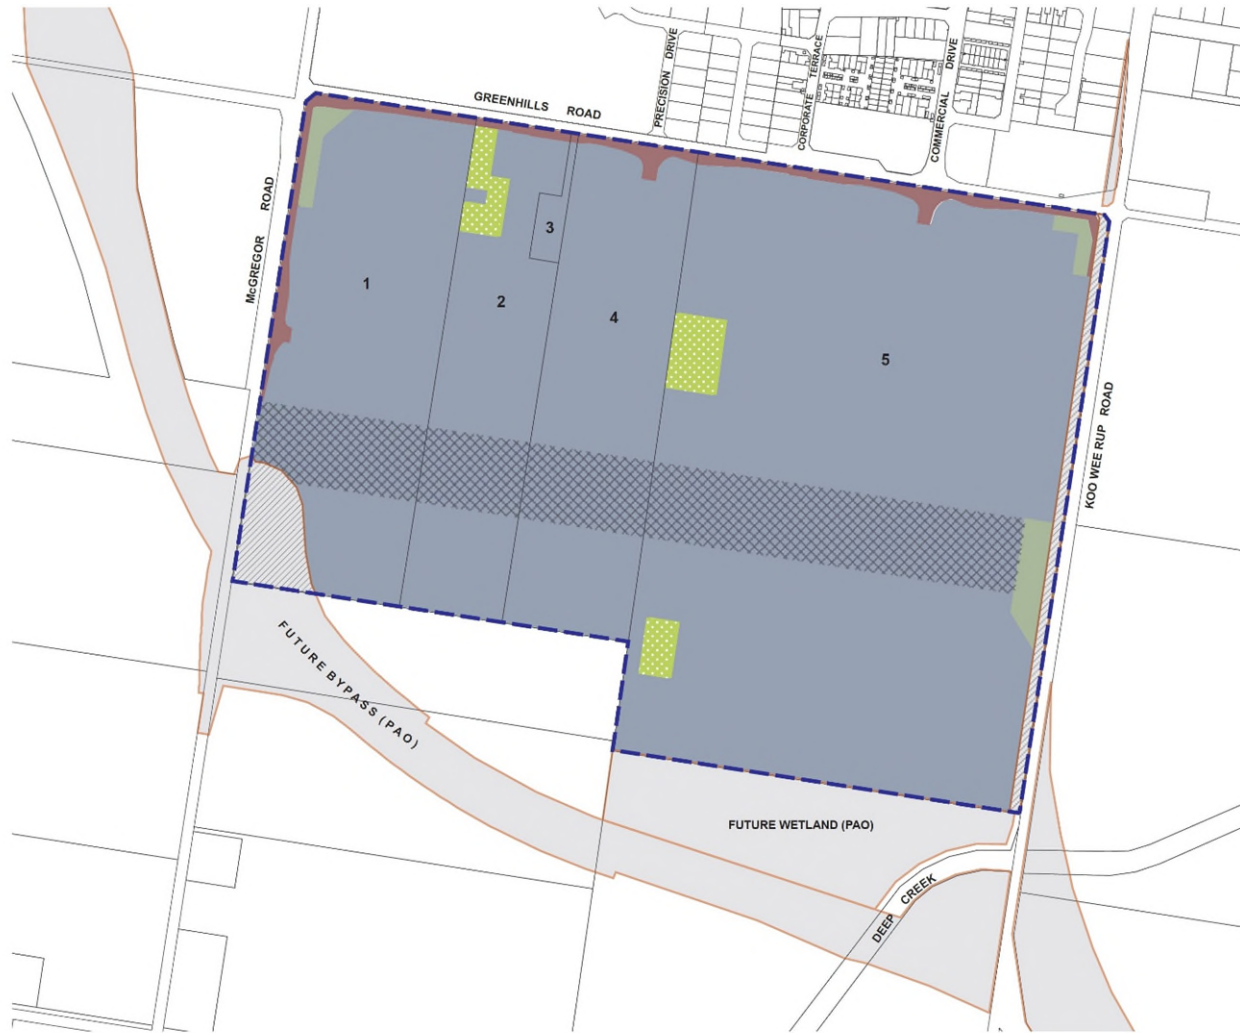 GREENHILLS ROAD
PRECISION DRIVE
CORPORATE TERRACE
COMMERCIAL DRIVE
McGREGOR ROAD
3
1
2
4
5
KOO WEE RUP ROAD
FUTURE BYPASS (PAO)
FUTURE WETLAND (PAO)
DEEP CREEK